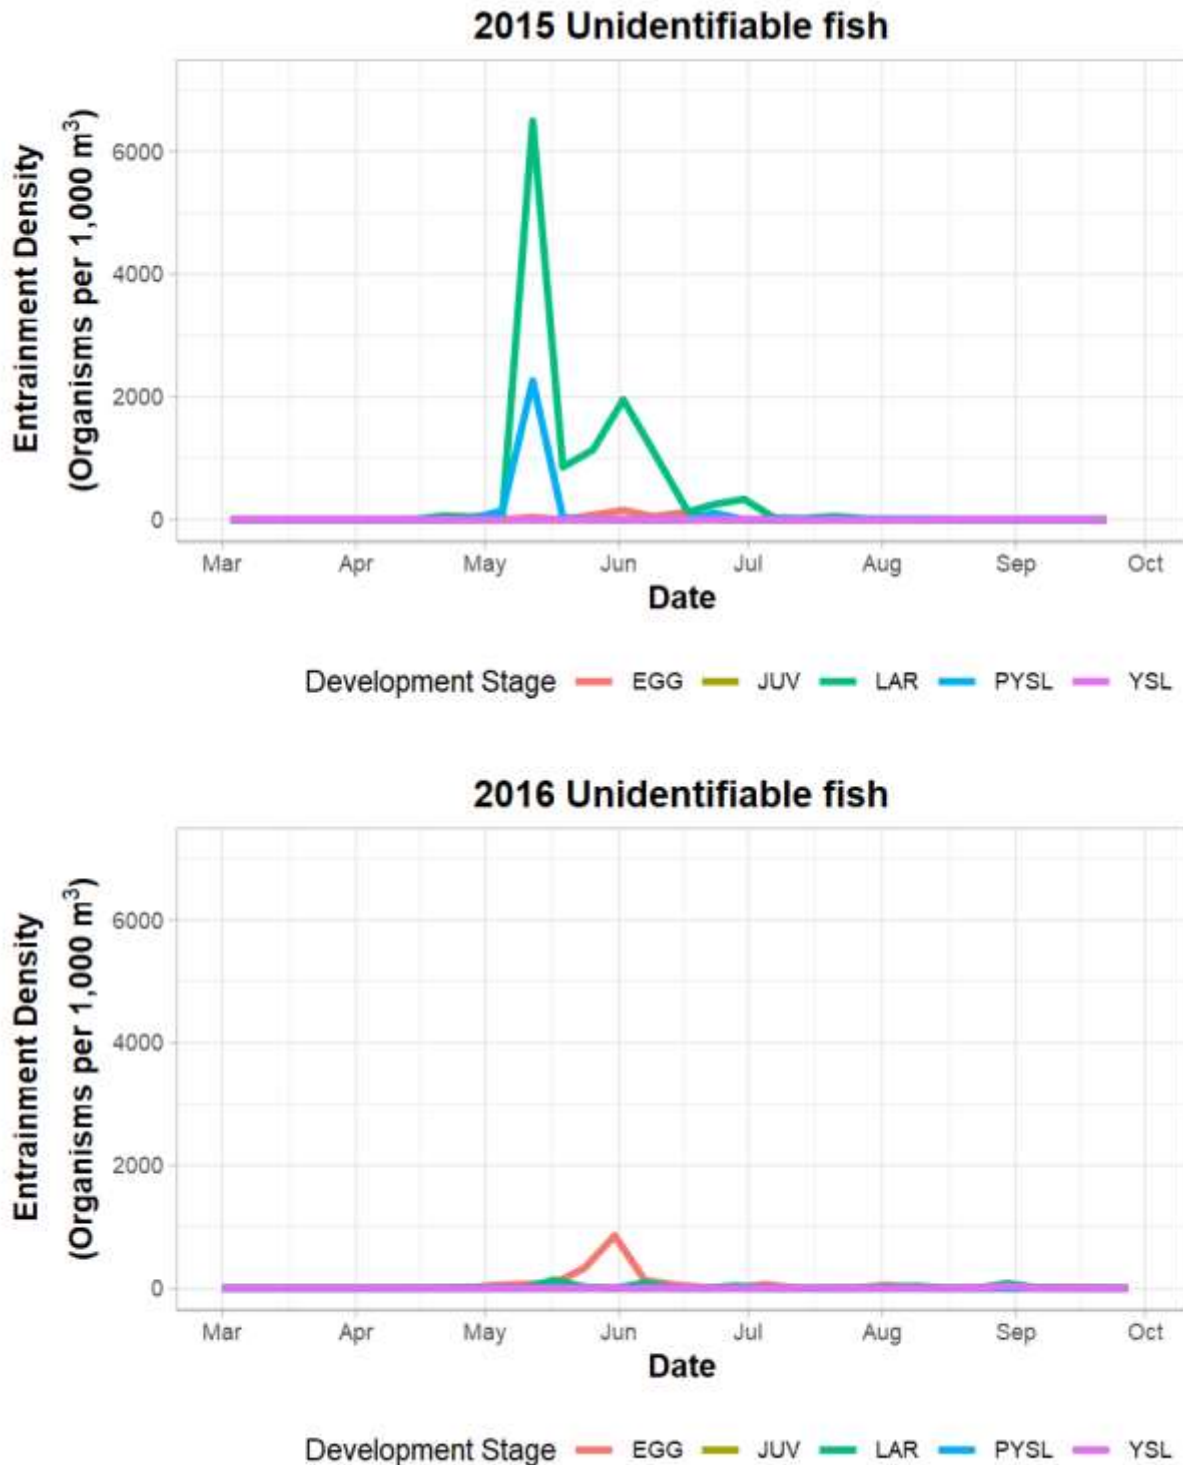 2015 Unidentifiable fish
Entrainment Density
(Organisms per 1,000 m³)
6000
4000
2000
0
Mar Apr May Jun Jul Aug Sep Oct
Date
Development Stage EGG JUV LAR PYSL YSL
2016 Unidentifiable fish
Entrainment Density
(Organisms per 1,000 m³)
6000
4000
2000
0
Mar Apr May Jun Jul Aug Sep Oct
Date
Development Stage EGG JUV LAR PYSL YSL